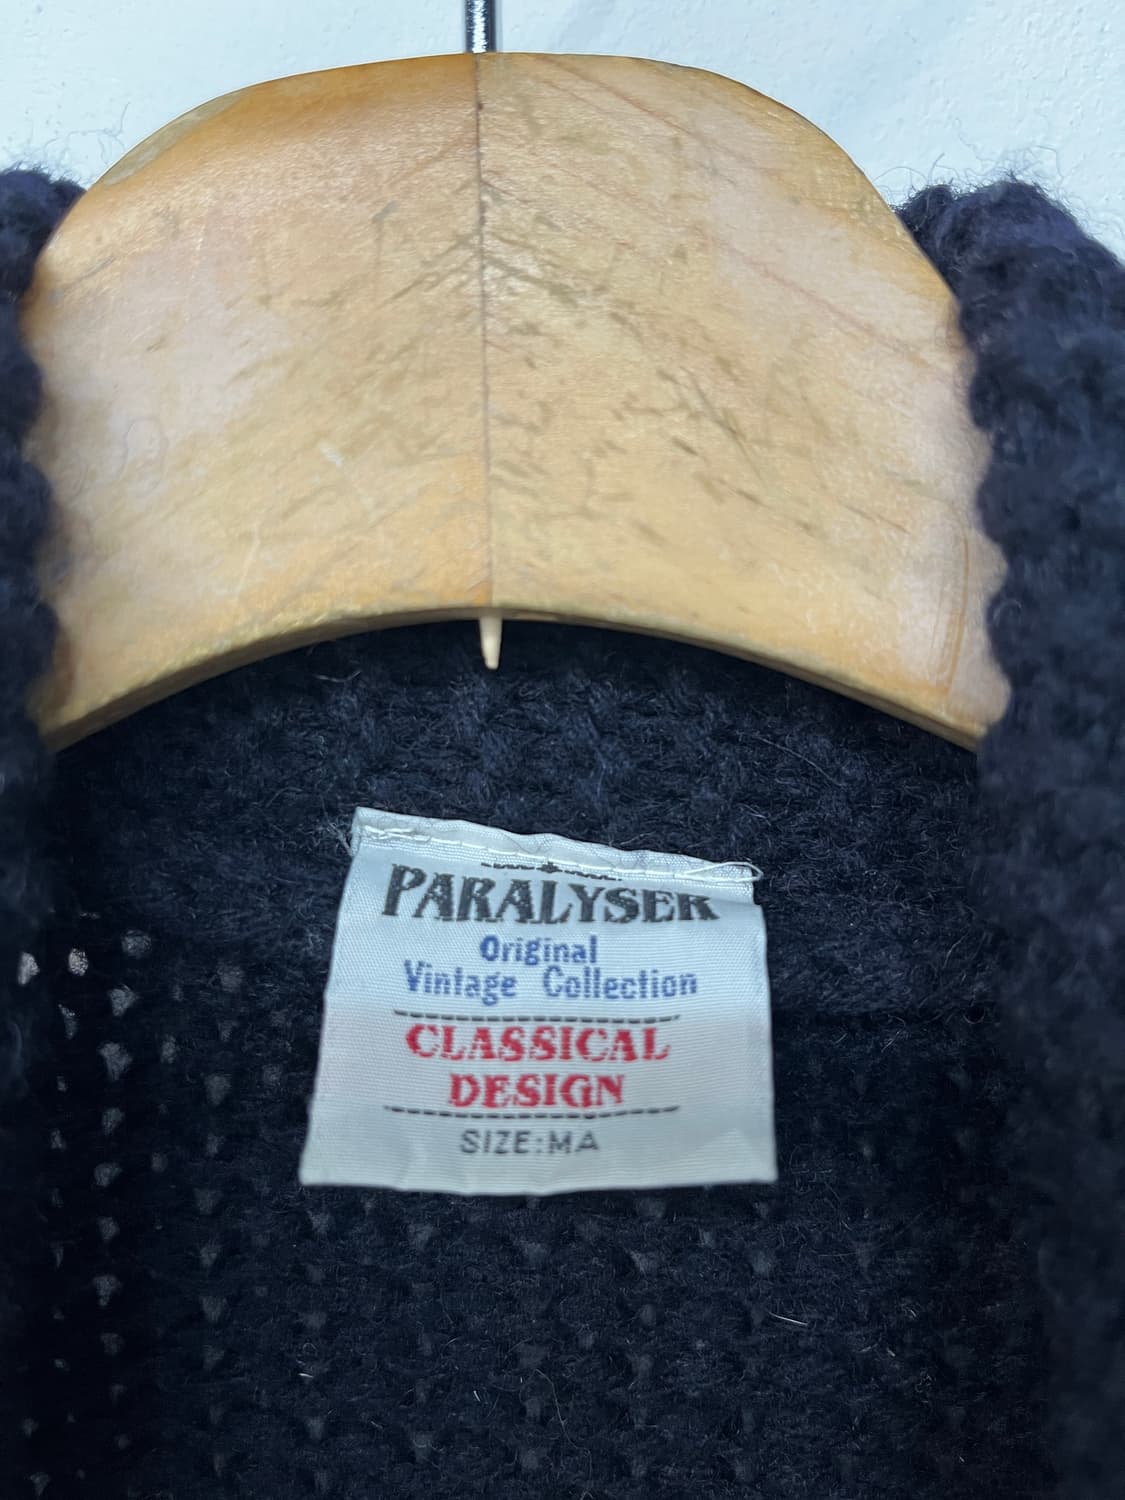 PARALYSER
Original
Vintage Collection
CLASSICAL
DESIGN
SIZE:MA